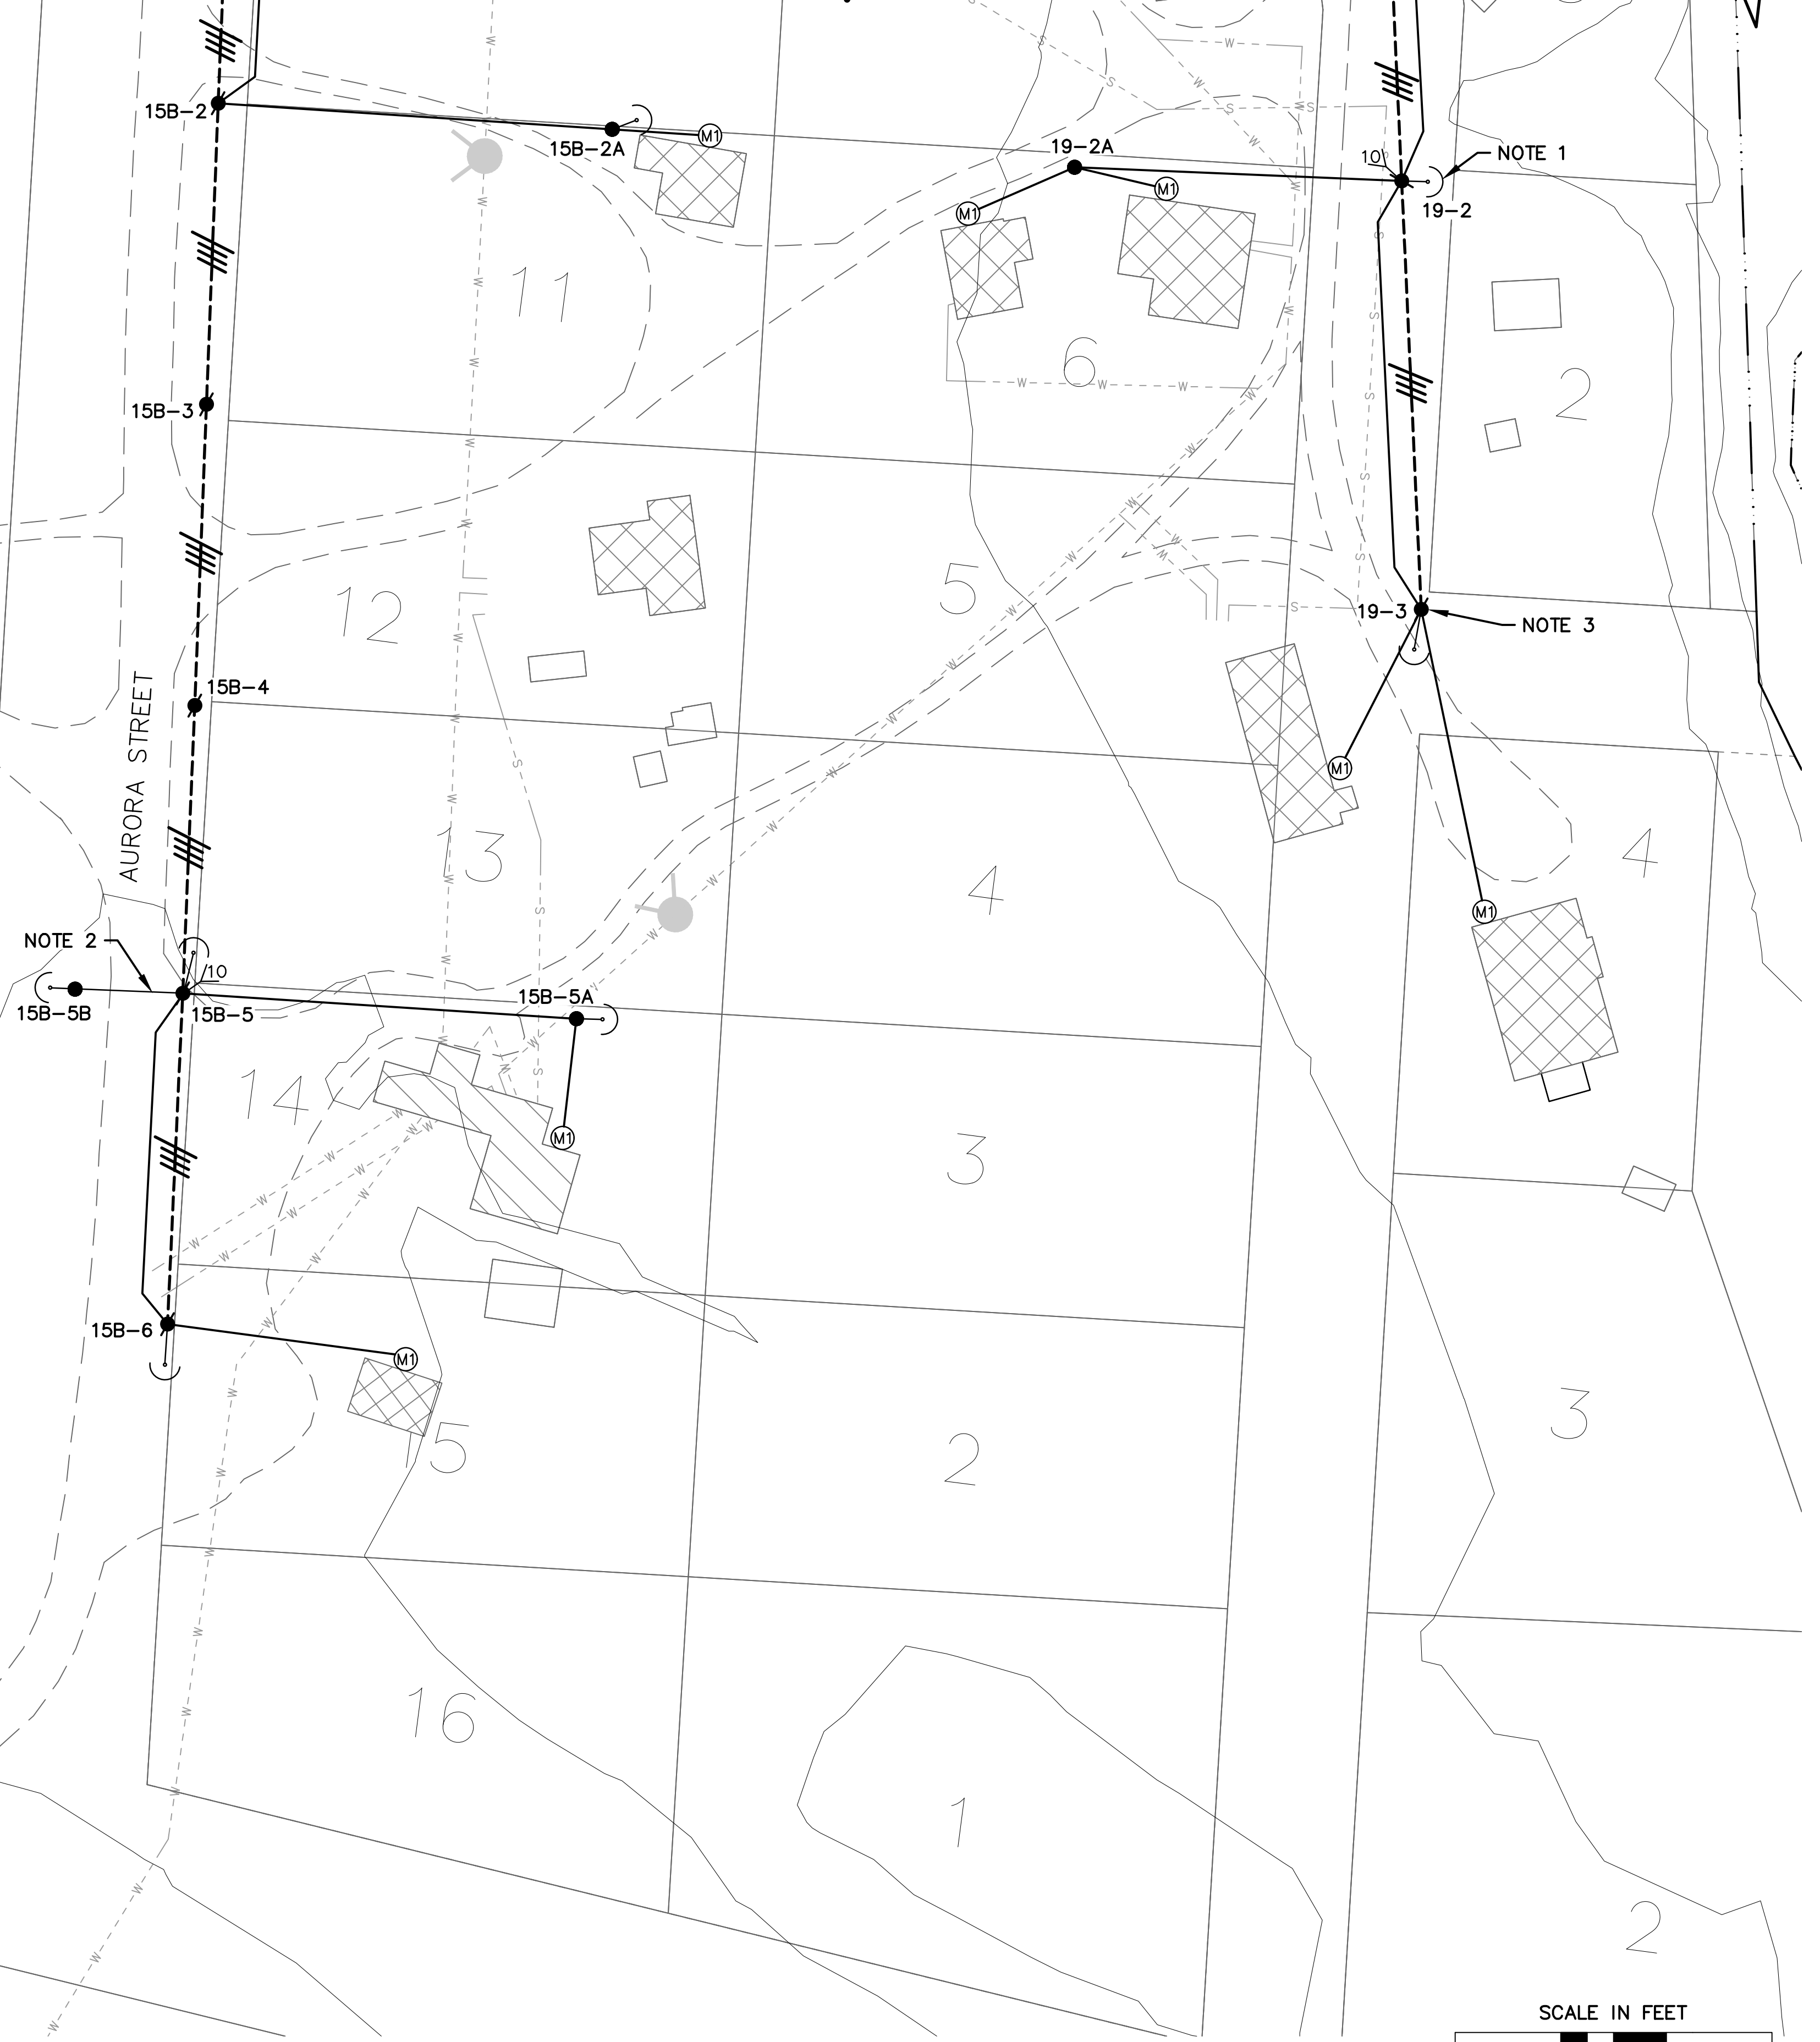 15B-2
15B-2A
M1
19-2A
M1
M1
10
NOTE 1
19-2
11
6
2
15B-3
12
5
19-3
NOTE 3
15B-4
AURORA STREET
M1
13
4
4
M1
NOTE 2
10
15B-5B
15B-5
15B-5A
14
M1
3
15B-6
M1
5
2
3
16
1
2
SCALE IN FEET